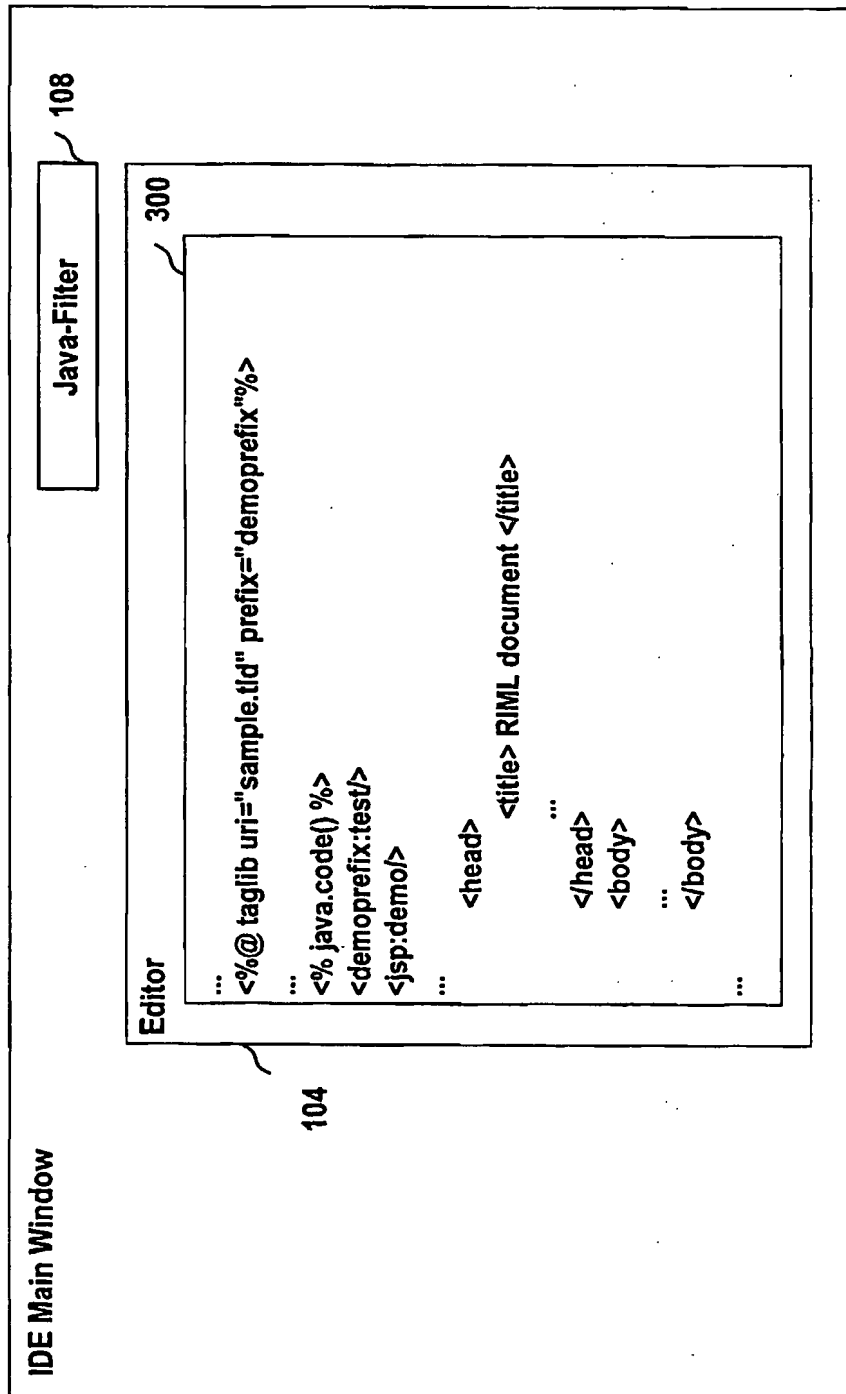 IDE Main Window
Java-Filter
108
Editor
104
300
...
<%@ taglib uri="sample.tld" prefix="demoprefix"%>
...
<% java.code() %>
<demoprefix:test/>
<jsp:demo/>
...
<head>
<title> RIML document </title>
...
</head>
<body>
...
</body>
...